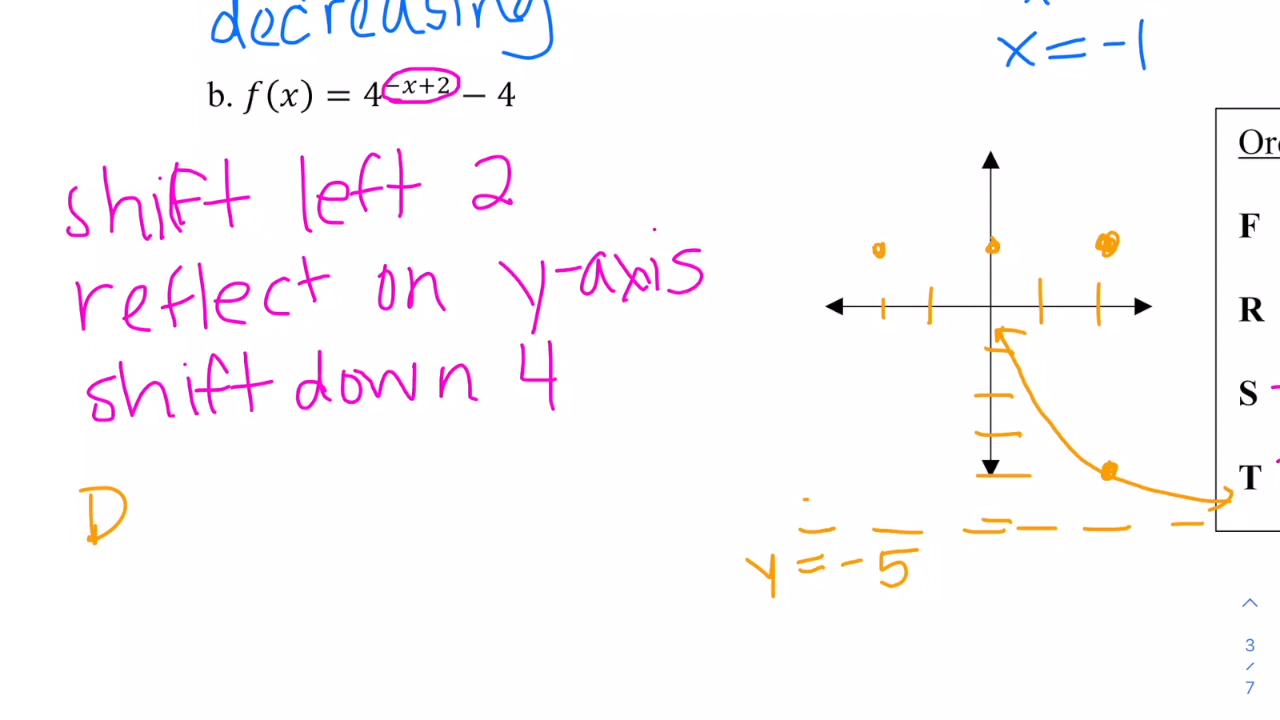 decreasing
x = -1
b. f(x) = 4^{-x+2} - 4
shift left 2
reflect on y-axis
shift down 4
D
y = -5
F
R
S
T
3
/
7